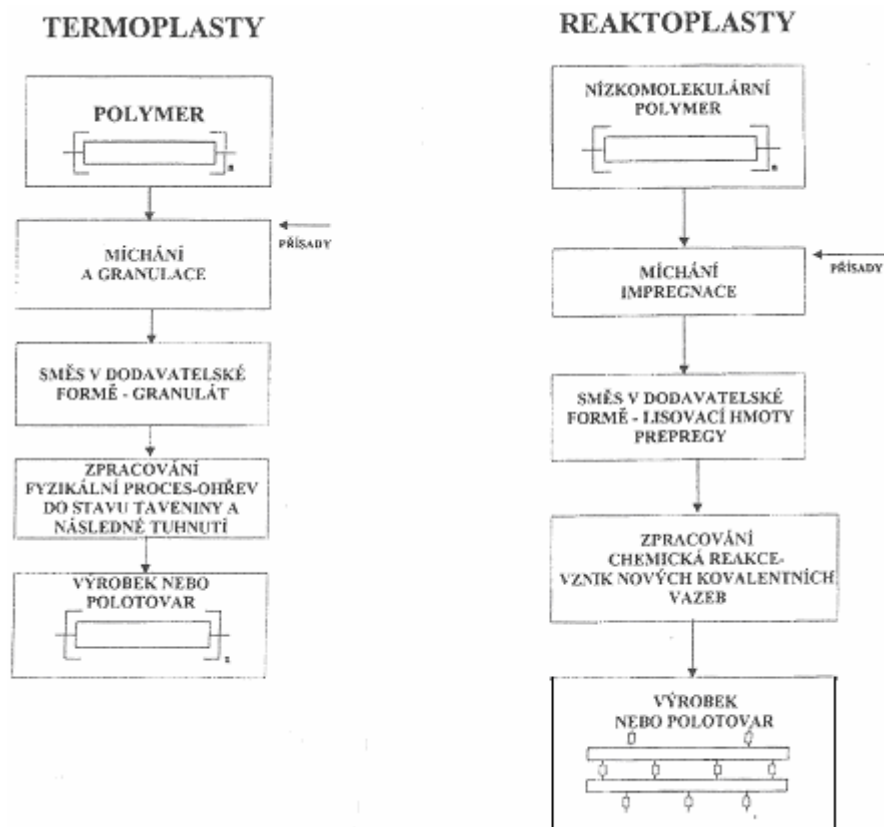 TERMOPLASTY
POLYMER
n
MÍCHÁNÍ
A GRANULACE
PŘÍSADY
SMĚS V DODAVATELSKÉ
FORMĚ - GRANULÁT
ZPRACOVÁNÍ
FYZIKÁLNÍ PROCES-OHŘEV
DO STAVU TAVENINY A
NÁSLEDNÉ TUHNUTÍ
VÝROBEK NEBO
POLOTOVAR
REAKTOPLASTY
NÍZKOMOLEKULÁRNÍ
POLYMER
n
MÍCHÁNÍ
IMPREGNACE
PŘÍSADY
SMĚS V DODAVATELSKÉ
FORMĚ - LISOVACÍ HMOTY
PREPREGY
ZPRACOVÁNÍ
CHEMICKÁ REAKCE-
VZNIK NOVÝCH KOVALENTNÍCH
VAZEB
VÝROBEK
NEBO POLOTOVAR